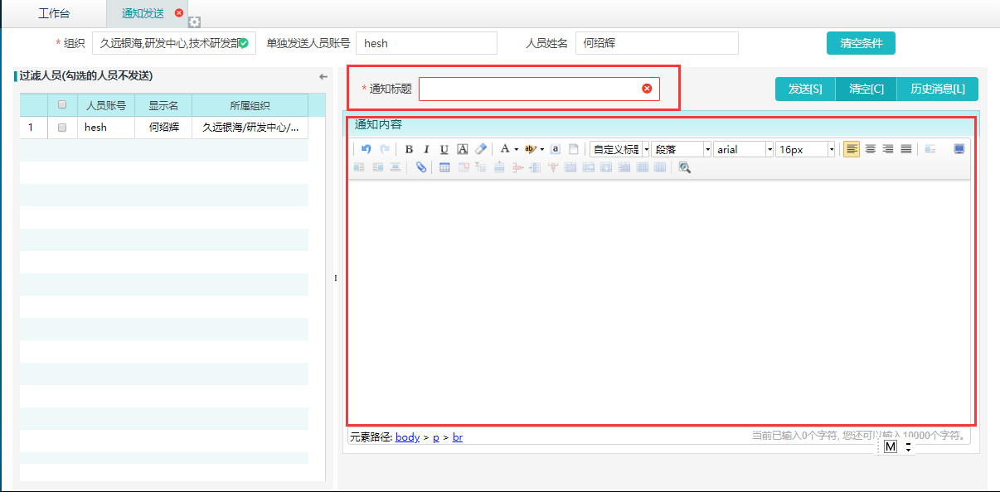 工作台 通知发送
* 组织 久远银海,研发中心,技术研发部 单独发送人员账号 hesh 人员姓名 何绍辉 清空条件
过滤人员(勾选的人员不发送)
* 通知标题 发送[S] 清空[C] 历史消息[L]
人员账号 显示名 所属组织
1 hesh 何绍辉 久远银海/研发中心/...
通知内容
B I U A A ab a 自定义标题 段落 arial 16px
元素路径: body > p > br
当前已输入0个字符, 您还可以输入10000个字符。
M